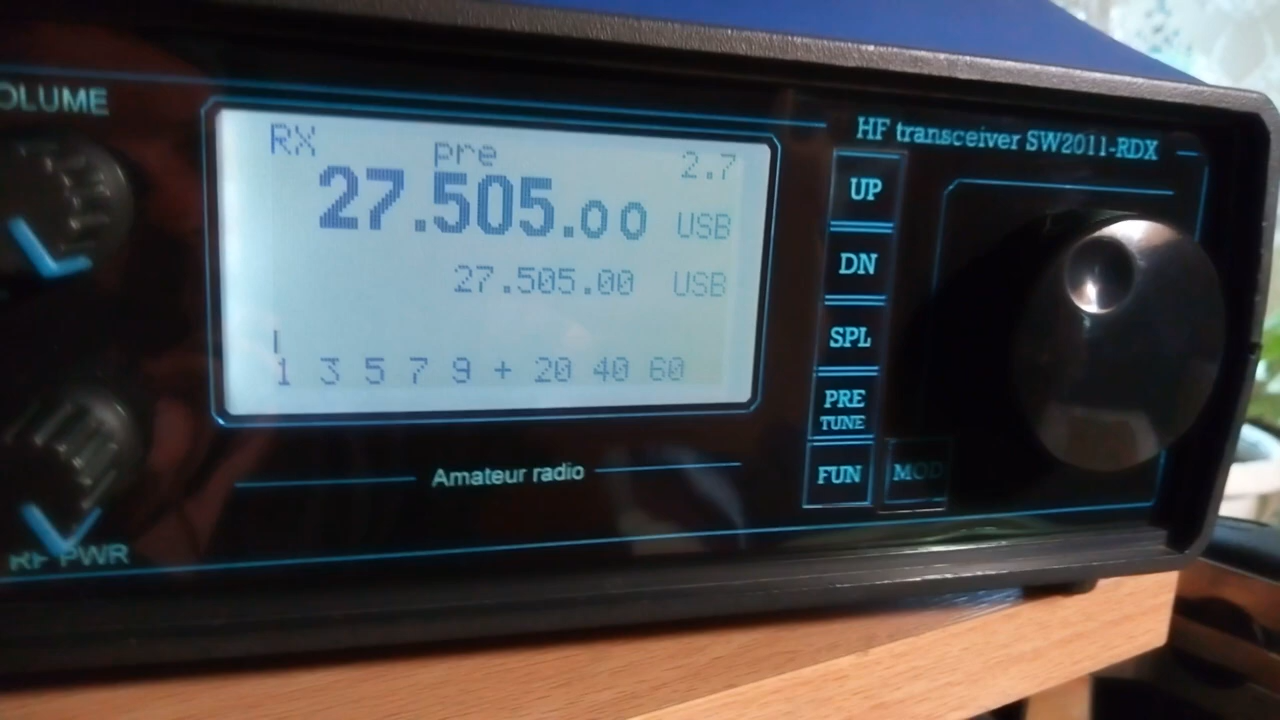 OLUME
RX
pre
2.7
27.505.00 USB
27.505.00 USB
1 3 5 7 9 + 20 40 60
Amateur radio
RF PWR
HF transceiver SW2011-RDX
UP
DN
SPL
PRE
TUNE
FUN
MOD